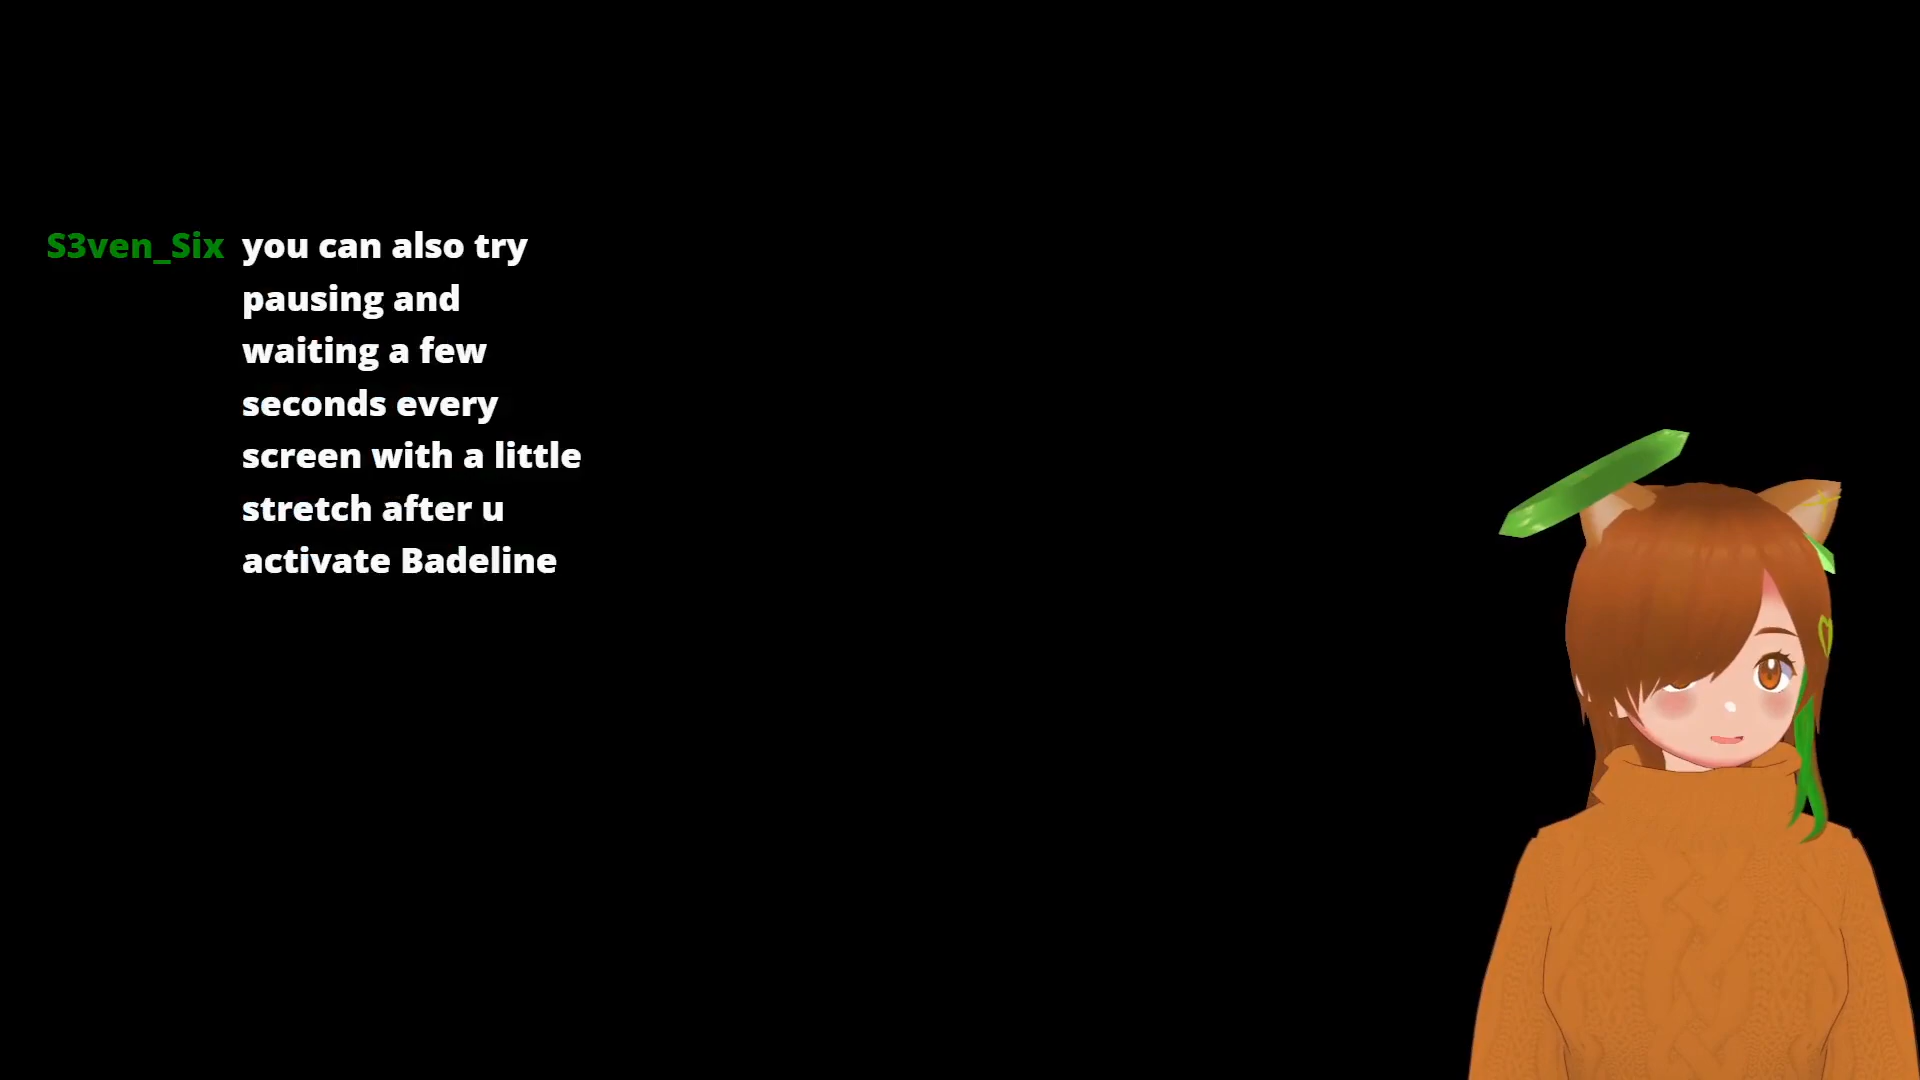 S3ven_Six you can also try
pausing and
waiting a few
seconds every
screen with a little
stretch after u
activate Badeline